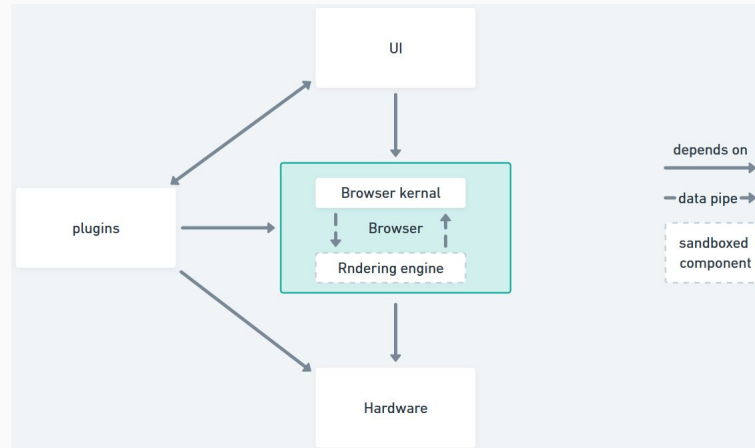 UI
depends on
data pipe
sandboxed
component
plugins
Browser kernal
Browser
Rndering engine
Hardware